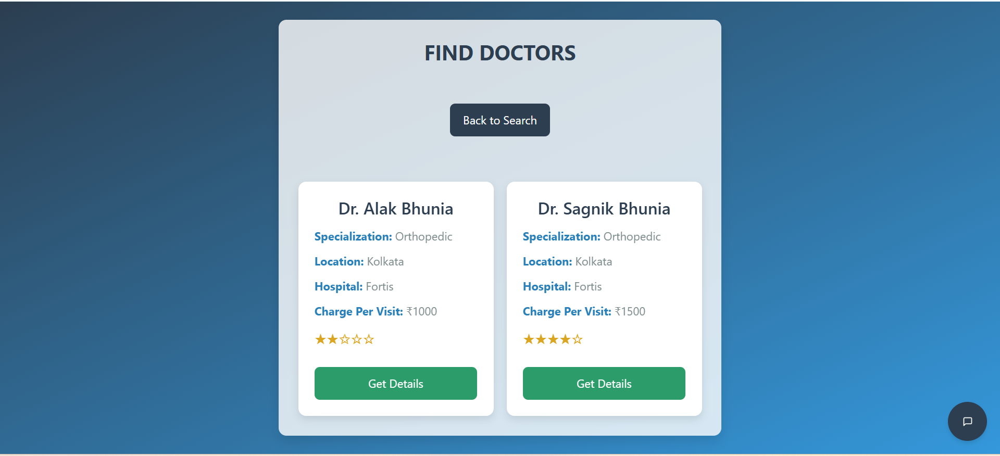 FIND DOCTORS
Back to Search
Dr. Alak Bhunia
Specialization: Orthopedic
Location: Kolkata
Hospital: Fortis
Charge Per Visit: ₹1000
★★☆☆☆
Get Details
Dr. Sagnik Bhunia
Specialization: Orthopedic
Location: Kolkata
Hospital: Fortis
Charge Per Visit: ₹1500
★★★★☆
Get Details